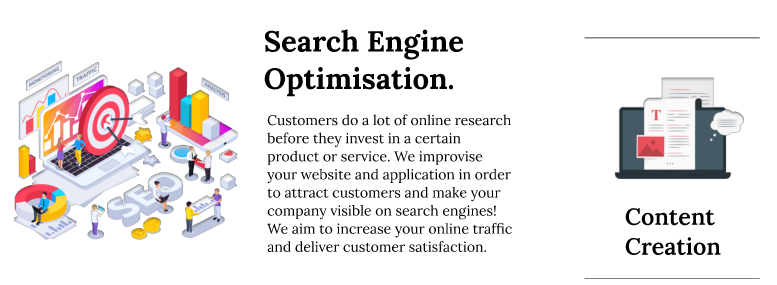 MONITORING
TRAFFIC
ANALYSIS
SEO
Search Engine
Optimisation.
Customers do a lot of online research
before they invest in a certain
product or service. We improvise
your website and application in order
to attract customers and make your
company visible on search engines!
We aim to increase your online traffic
and deliver customer satisfaction.
T
Content
Creation